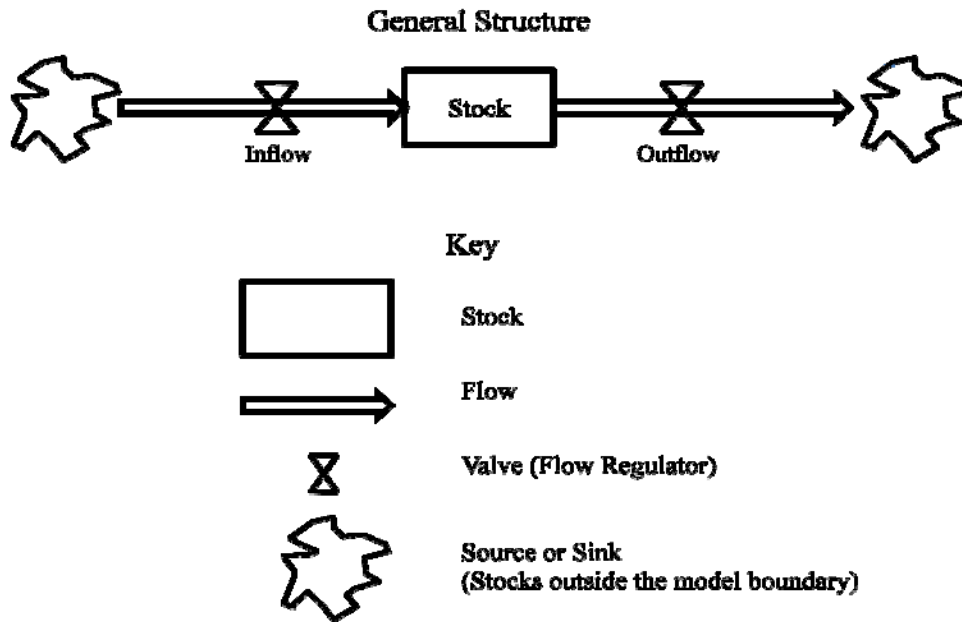 General Structure
Stock
Inflow
Outflow
Key
Stock
Flow
Valve (Flow Regulator)
Source or Sink
(Stocks outside the model boundary)